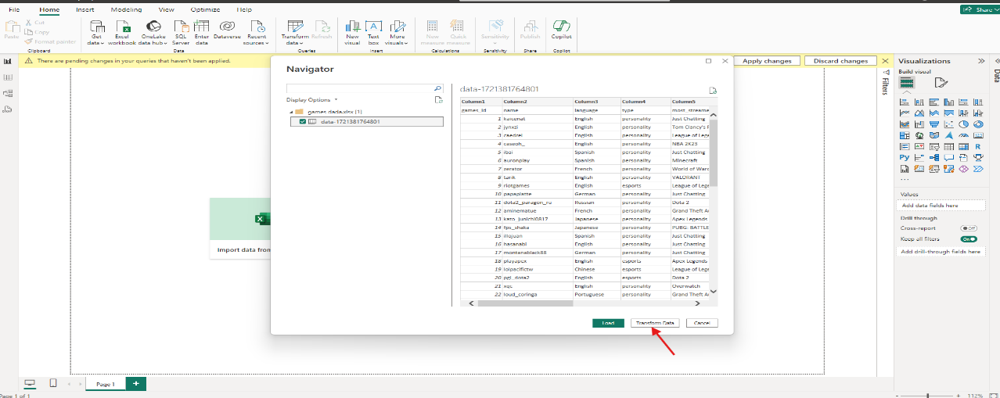 File Home Insert Modeling View Optimize Help
Share
Paste
Cut
Copy
Format painter
Clipboard
Get data
Excel workbook
OneLake data hub
SQL Server
Enter data
Dataverse
Recent sources
Data
Transform data
Refresh
Queries
New visual
Text box
More visuals
Insert
New measure
Quick measure
Calculations
Sensitivity
Sensitivity
Publish
Share
Copilot
Copilot
There are pending changes in your queries that haven't been applied.
Apply changes
Discard changes
Navigator
Display Options
games dada.xlsx [1]
data-1721381764801
data-1721381764801
Column1 Column2 Column3 Column4 Column5
games_id name language type most_streame
1 kaicenat English personality Just Chatting
2 jynxzi English personality Tom Clancy's F
3 caedrel English personality League of Lege
4 caseoh_ English personality NBA 2K23
5 ibai Spanish personality Just Chatting
6 auronplay Spanish personality Minecraft
7 zerator French personality World of Warc
8 tarik English personality VALORANT
9 riotgames English esports League of Lege
10 papaplatte German personality Just Chatting
11 dota2_paragon_ru Russian personality Dota 2
12 aminematue French personality Grand Theft A
13 kato_junichi0817 Japanese personality Apex Legends
14 fps_shaka Japanese personality PUBG: BATTLE
15 illojuan Spanish personality Just Chatting
16 hasanabi English personality Just Chatting
17 montanablack88 German personality Just Chatting
18 playapex English esports Apex Legends
19 lolpacifictw Chinese esports League of Lege
20 pgl_dota2 English esports Dota 2
21 xqc English personality Overwatch
22 loud_coringa Portuguese personality Grand Theft A
Load
Transform Data
Cancel
Import data from
Filters
Visualizations
Build visual
R
Py
Values
Add data fields here
Drill through
Cross-report
Off
Keep all filters
On
Add drill-through fields here
Data
Page 1
Page 1 of 1
112%